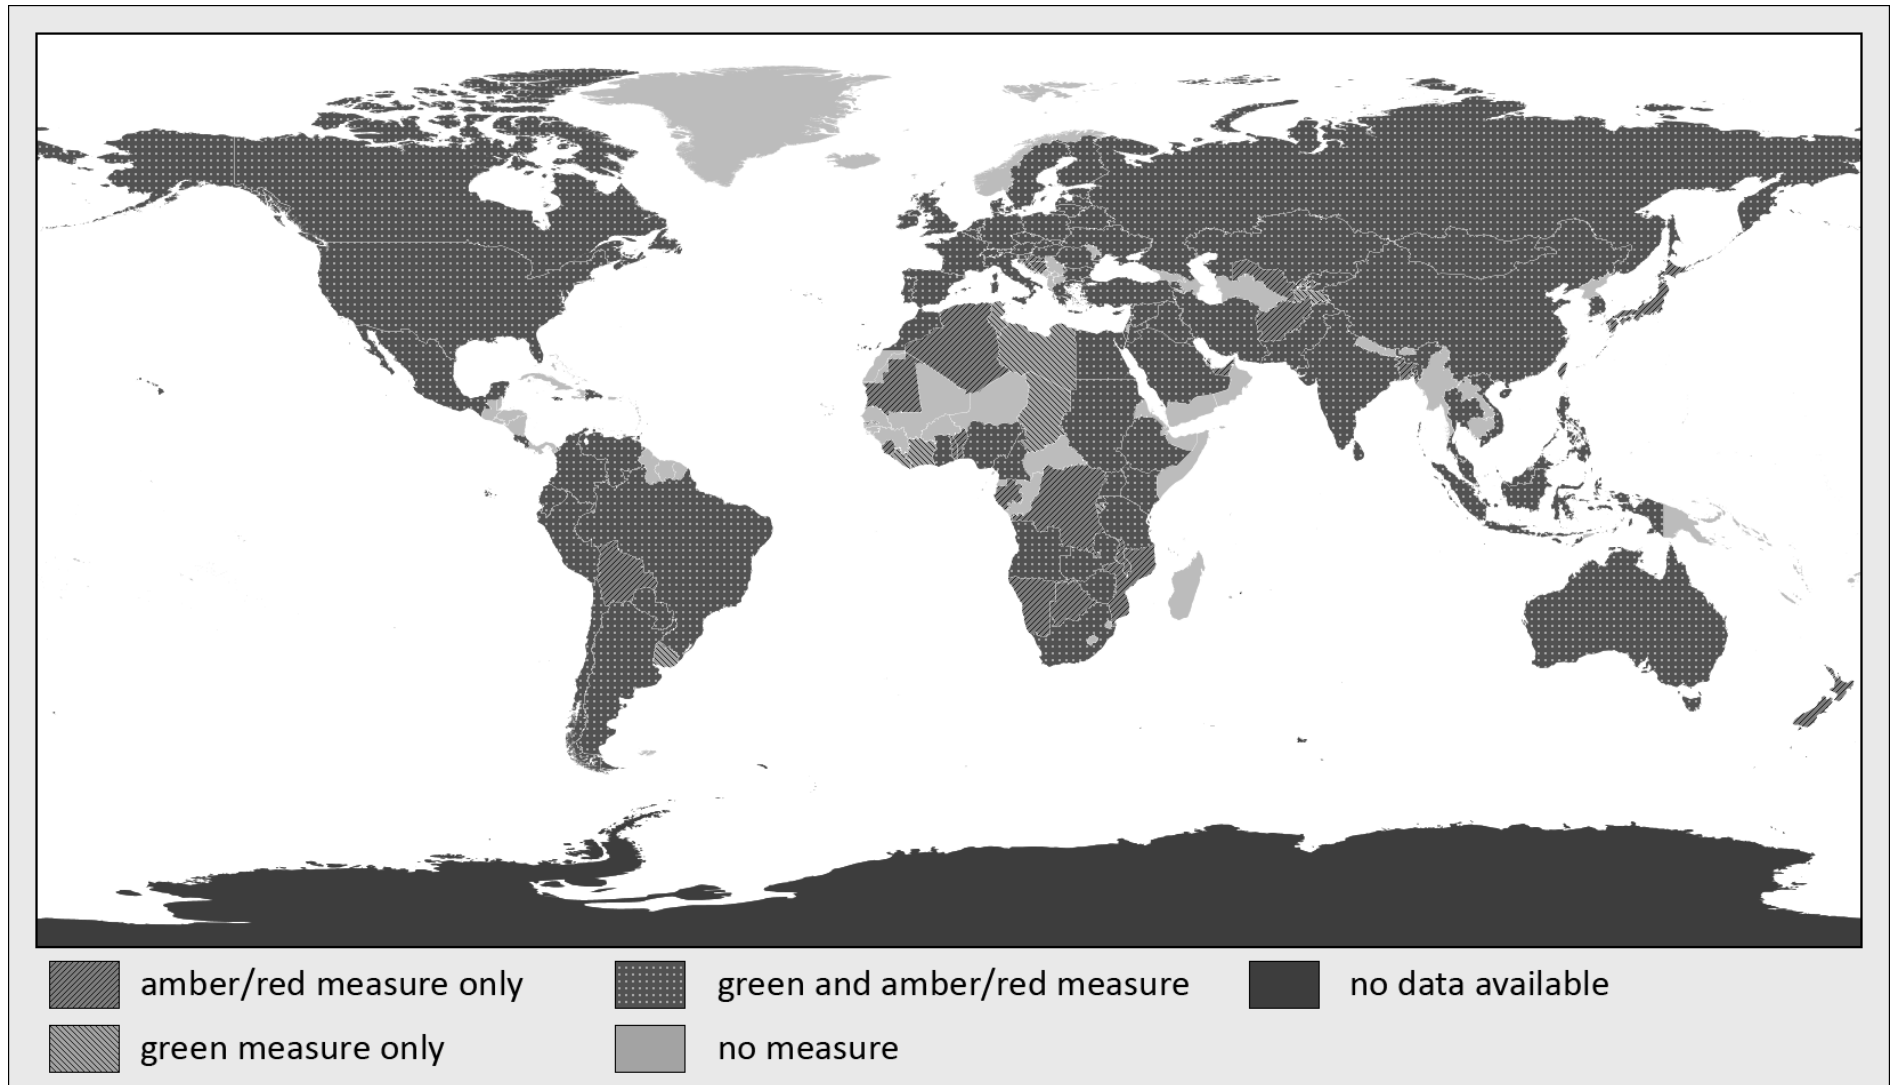 amber/red measure only
green and amber/red measure
no data available
green measure only
no measure